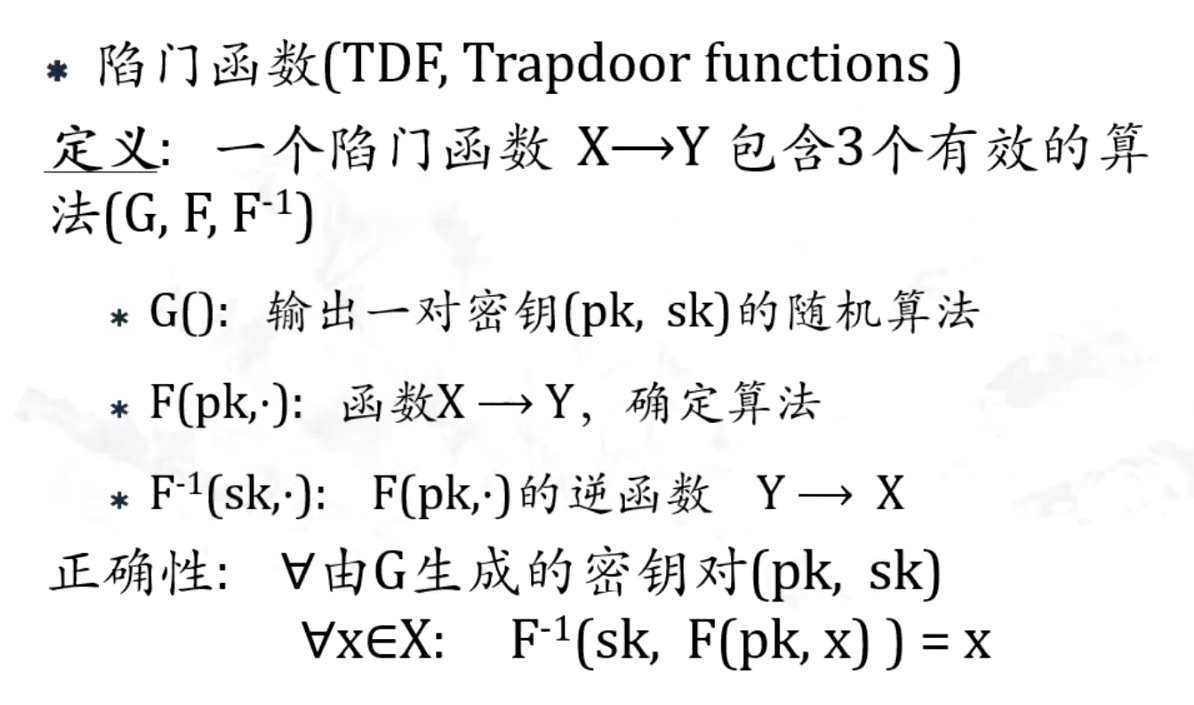 * 陷门函数(TDF, Trapdoor functions )
定义: 一个陷门函数 X⟶Y 包含3个有效的算
法(G, F, F⁻¹)
* G(): 输出一对密钥(pk, sk)的随机算法
* F(pk,·): 函数X ⟶ Y, 确定算法
* F⁻¹(sk,·): F(pk,·)的逆函数 Y ⟶ X
正确性: ∀由G生成的密钥对(pk, sk)
∀x∈X: F⁻¹(sk, F(pk, x) ) = x